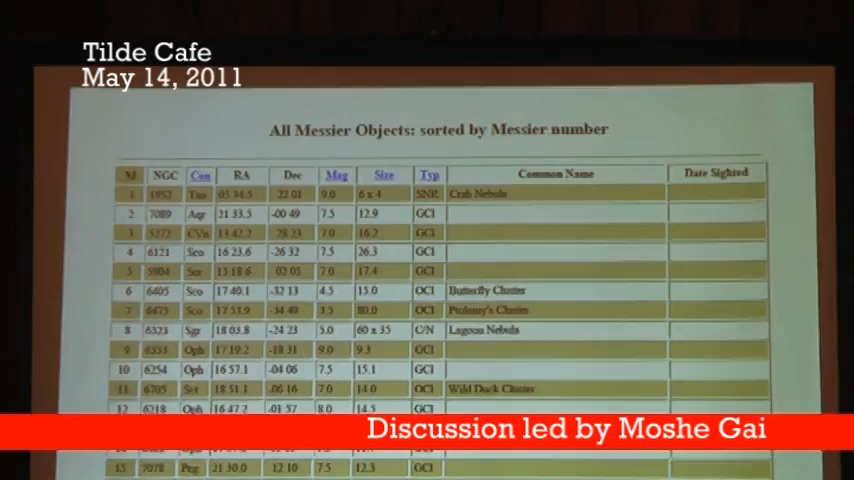 Tilde Cafe
May 14, 2011
All Messier Objects: sorted by Messier number
M NGC Con RA Dec Mag Size Typ Common Name Date Sighted
1 1952 Tau 05 34.5 22 01 9.0 6 x 4 SNR Crab Nebula
2 7089 Aqr 21 33.5 -00 49 7.5 12.9 GCl
3 5272 CVn 13 42.2 28 23 7.0 16.2 GCl
4 6121 Sco 16 23.6 -26 32 7.5 26.3 GCl
5 5904 Ser 15 18.6 02 05 7.0 17.4 GCl
6 6405 Sco 17 40.1 -32 13 4.5 15.0 OCl Butterfly Cluster
7 6475 Sco 17 53.9 -34 49 3.5 80.0 OCl Ptolemy's Cluster
8 6523 Sgr 18 03.8 -24 23 5.0 60 x 35 C/N Lagoon Nebula
9 6333 Oph 17 19.2 -18 31 9.0 9.3 GCl
10 6254 Oph 16 57.1 -04 06 7.5 15.1 GCl
11 6705 Sct 18 51.1 -06 16 7.0 14.0 OCl Wild Duck Cluster
12 6218 Oph 16 47.2 -01 57 8.0 14.5 GCl
Discussion led by Moshe Gai
15 7078 Peg 21 30.0 12 10 7.5 12.3 GCl